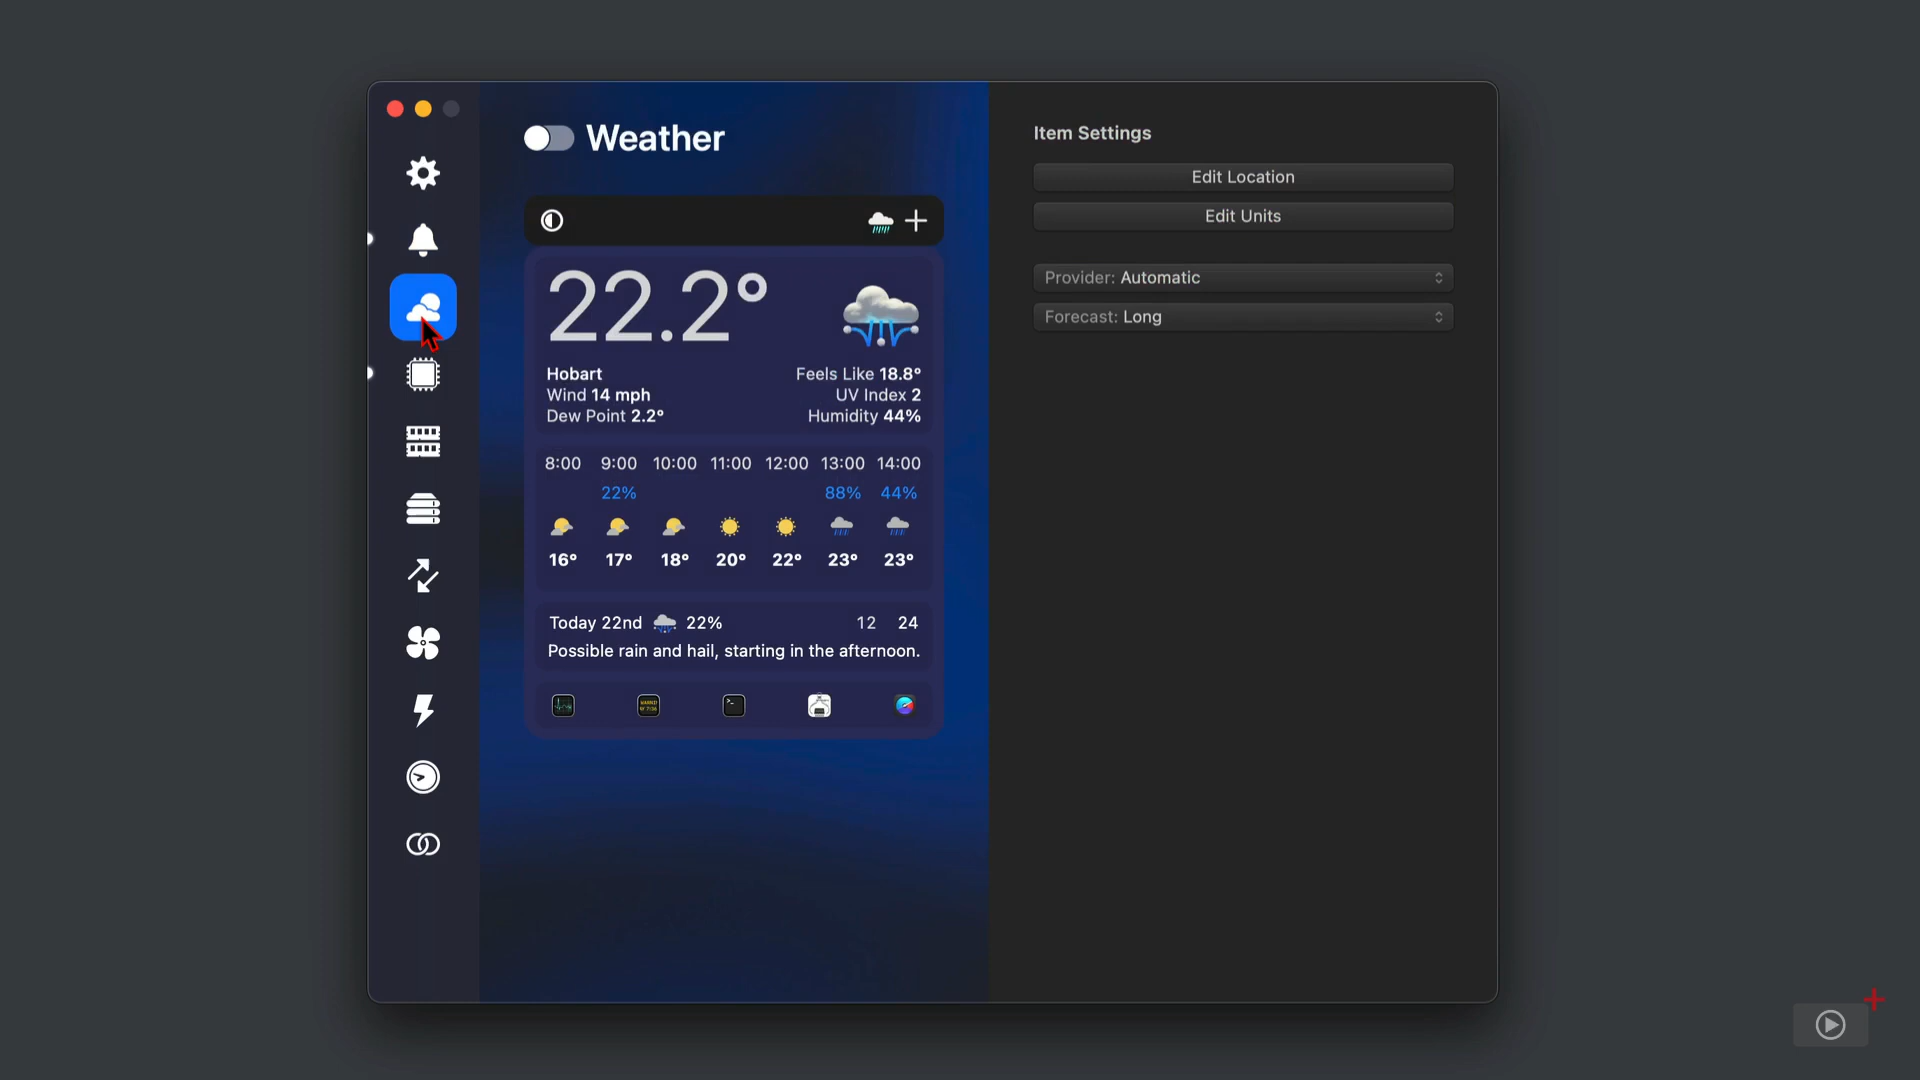 Weather
Item Settings
Edit Location
Edit Units
Provider: Automatic
Forecast: Long
22.2°
Hobart
Wind 14 mph
Dew Point 2.2°
Feels Like 18.8°
UV Index 2
Humidity 44%
8:00 9:00 10:00 11:00 12:00 13:00 14:00
22% 88% 44%
16° 17° 18° 20° 22° 23° 23°
Today 22nd 22% 12 24
Possible rain and hail, starting in the afternoon.